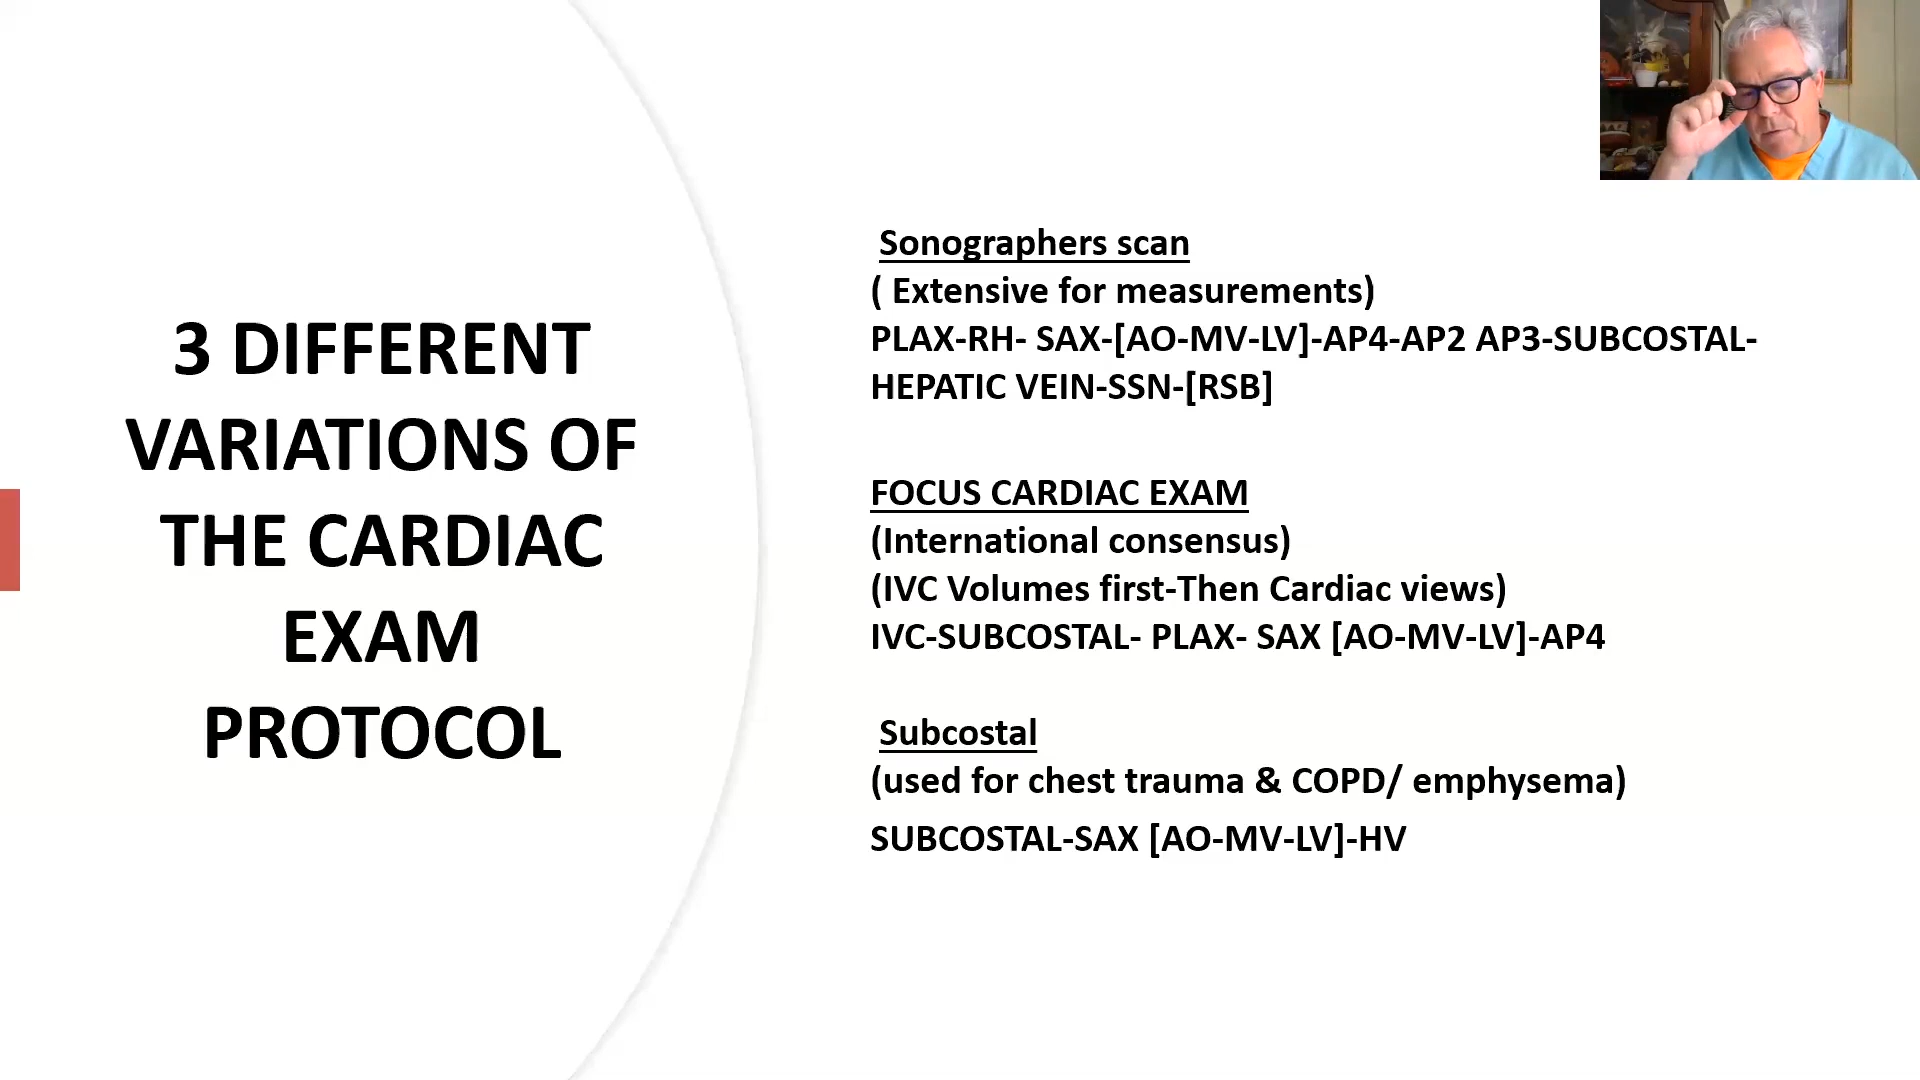 3 DIFFERENT
VARIATIONS OF
THE CARDIAC
EXAM
PROTOCOL
Sonographers scan
( Extensive for measurements)
PLAX-RH- SAX-[AO-MV-LV]-AP4-AP2 AP3-SUBCOSTAL-
HEPATIC VEIN-SSN-[RSB]
FOCUS CARDIAC EXAM
(International consensus)
(IVC Volumes first-Then Cardiac views)
IVC-SUBCOSTAL- PLAX- SAX [AO-MV-LV]-AP4
Subcostal
(used for chest trauma & COPD/ emphysema)
SUBCOSTAL-SAX [AO-MV-LV]-HV